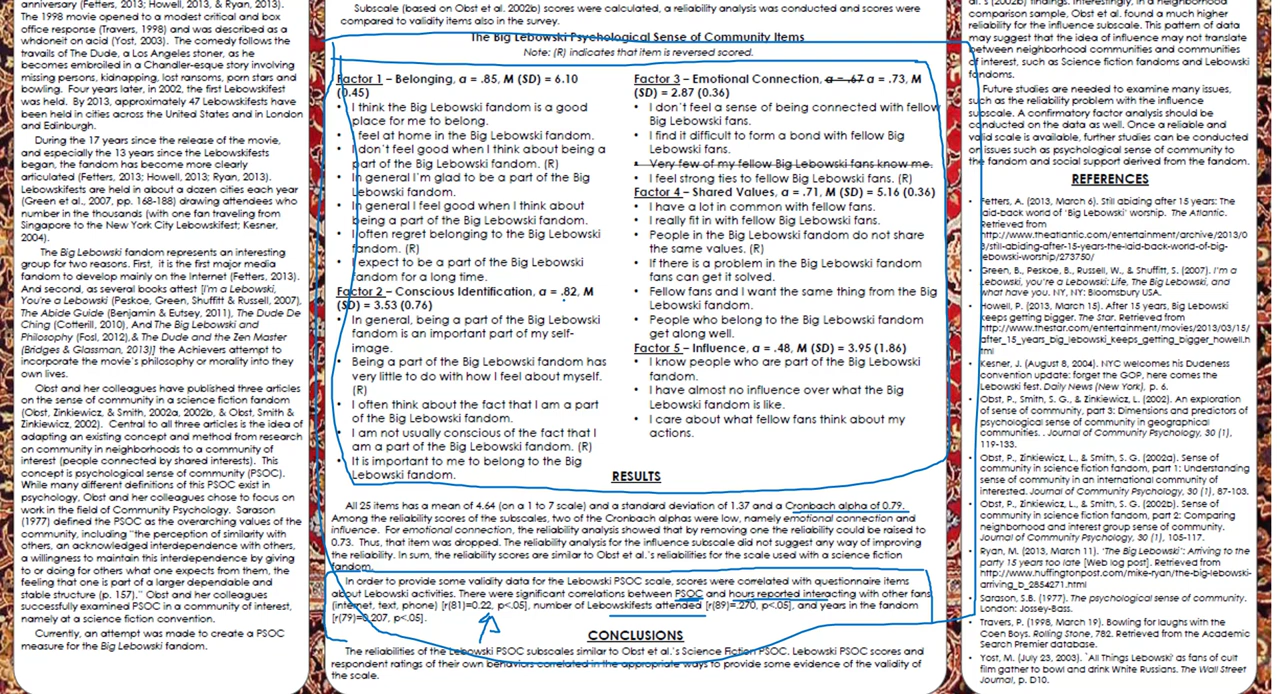 anniversary (Fetters, 2013; Howell, 2013, & Ryan, 2013).
The 1998 movie opened to a modest critical and box
office response (Travers, 1998) and was described as a
whodoneit on acid (Yost, 2003). The comedy follows the
travails of The Dude, a Los Angeles stoner, as he
becomes embroiled in a Chandler-esque story involving
missing persons, kidnapping, lost ransoms, porn stars and
bowling. Four years later, in 2002, the first Lebowskifest
was held. By 2013, approximately 47 Lebowskifests have
been held in cities across the United States and in London
and Edinburgh.
During the 17 years since the release of the movie,
and especially the 13 years since the Lebowskifests
began, the fandom has become more clearly
articulated (Fetters, 2013; Howell, 2013; Ryan, 2013).
Lebowskifests are held in about a dozen cities each year
(Green et al., 2007, pp. 168-188) drawing attendees who
number in the thousands (with one fan traveling from
Singapore to the New York City Lebowskifest; Kesner,
2004).
The Big Lebowski fandom represents an interesting
group for two reasons. First, it is the first major media
fandom to develop mainly on the Internet (Fetters, 2013).
And second, as several books attest [I'm a Lebowski,
You're a Lebowski (Peskoe, Green, Shuffitt & Russell, 2007),
The Abide Guide (Benjamin & Eutsey, 2011), The Dude De
Ching (Cotterill, 2010), And The Big Lebowski and
Philosophy (Fosl, 2012),& The Dude and the Zen Master
(Bridges & Glassman, 2013)] the Achievers attempt to
incorporate the movie's philosophy or morality into they
own lives.
Obst and her colleagues have published three articles
on the sense of community in a science fiction fandom
(Obst, Zinkiewicz, & Smith, 2002a, 2002b, & Obst, Smith &
Zinkiewicz, 2002). Central to all three articles is the idea of
adapting an existing concept and method from research
on community in neighborhoods to a community of
interest (people connected by shared interests). This
concept is psychological sense of community (PSOC).
While many different definitions of this PSOC exist in
psychology, Obst and her colleagues chose to focus on
work in the field of Community Psychology. Sarason
(1977) defined the PSOC as the overarching values of the
community, including "the perception of similarity with
others, an acknowledged interdependence with others,
a willingness to maintain this interdependence by giving
to or doing for others what one expects from them, the
feeling that one is part of a larger dependable and
stable structure (p. 157)." Obst and her colleagues
successfully examined PSOC in a community of interest,
namely at a science fiction convention.
Currently, an attempt was made to create a PSOC
measure for the Big Lebowski fandom.
Subscale (based on Obst et al. 2002b) scores were calculated, a reliability analysis was conducted and scores were
compared to validity items also in the survey.
The Big Lebowski Psychological Sense of Community Items
Note: (R) indicates that item is reversed scored.
Factor 1 – Belonging, α = .85, M (SD) = 6.10
(0.45)
• I think the Big Lebowski fandom is a good
place for me to belong.
• I feel at home in the Big Lebowski fandom.
• I don't feel good when I think about being a
part of the Big Lebowski fandom. (R)
• In general I'm glad to be a part of the Big
Lebowski fandom.
• In general I feel good when I think about
being a part of the Big Lebowski fandom.
• I often regret belonging to the Big Lebowski
fandom. (R)
• I expect to be a part of the Big Lebowski
fandom for a long time.
Factor 2 – Conscious Identification, α = .82, M
(SD) = 3.53 (0.76)
• In general, being a part of the Big Lebowski
fandom is an important part of my self-
image.
• Being a part of the Big Lebowski fandom has
very little to do with how I feel about myself.
(R)
• I often think about the fact that I am a part
of the Big Lebowski fandom.
• I am not usually conscious of the fact that I
am a part of the Big Lebowski fandom. (R)
• It is important to me to belong to the Big
Lebowski fandom.
Factor 3 – Emotional Connection, α = .67 α = .73, M
(SD) = 2.87 (0.36)
• I don't feel a sense of being connected with fellow
Big Lebowski fans.
• I find it difficult to form a bond with fellow Big
Lebowski fans.
• Very few of my fellow Big Lebowski fans know me.
• I feel strong ties to fellow Big Lebowski fans. (R)
Factor 4 – Shared Values, α = .71, M (SD) = 5.16 (0.36)
• I have a lot in common with fellow fans.
• I really fit in with fellow Big Lebowski fans.
• People in the Big Lebowski fandom do not share
the same values. (R)
• If there is a problem in the Big Lebowski fandom
fans can get it solved.
• Fellow fans and I want the same thing from the Big
Lebowski fandom.
• People who belong to the Big Lebowski fandom
get along well.
Factor 5 – Influence, α = .48, M (SD) = 3.95 (1.86)
• I know people who are part of the Big Lebowski
fandom.
• I have almost no influence over what the Big
Lebowski fandom is like.
• I care about what fellow fans think about my
actions.
RESULTS
All 25 items has a mean of 4.64 (on a 1 to 7 scale) and a standard deviation of 1.37 and a Cronbach alpha of 0.79.
Among the reliability scores of the subscales, two of the Cronbach alphas were low, namely emotional connection and
influence. For emotional connection, the reliability analysis showed that by removing one the reliability could be raised to
0.73. Thus, that item was dropped. The reliability analysis for the influence subscale did not suggest any way of improving
the reliability. In sum, the reliability scores are similar to Obst et al.'s reliabilities for the scale used with a science fiction
fandom.
In order to provide some validity data for the Lebowski PSOC scale, scores were correlated with questionnaire items
about Lebowski activities. There were significant correlations between PSOC and hours reported interacting with other fans
(internet, text, phone) [r(81)=0.22, p<.05], number of Lebowskifests attended [r(89)=.270, p<.05], and years in the fandom
[r(79)=0.207, p<.05].
CONCLUSIONS
The reliabilities of the Lebowski PSOC subscales similar to Obst et al.'s Science Fiction PSOC. Lebowski PSOC scores and
respondent ratings of their own behaviors correlated in the appropriate ways to provide some evidence of the validity of
the scale.
al.'s (2002b) findings. Interestingly, in a neighborhood
comparison sample, Obst et al. found a much higher
reliability for the influence subscale. This pattern of data
may suggest that the idea of influence may not translate
between neighborhood communities and communities
of interest, such as Science fiction fandoms and Lebowski
fandoms.
Future studies are needed to examine many issues,
such as the reliability problem with the influence
subscale. A confirmatory factor analysis should be
conducted on the data as well. Once a reliable and
valid scale is available, further studies can be conducted
on issues such as psychological sense of community to
the fandom and social support derived from the fandom.
REFERENCES
• Fetters, A. (2013, March 6). Still abiding after 15 years: The
laid-back world of 'Big Lebowski' worship. The Atlantic.
Retrieved from
http://www.theatlantic.com/entertainment/archive/2013/0
3/still-abiding-after-15-years-the-laid-back-world-of-big-
lebowski-worship/273750/
• Green, B., Peskoe, B., Russell, W., & Shuffitt, S. (2007). I'm a
Lebowski, you're a Lebowski: Life, The Big Lebowski, and
what have you. NY, NY: Bloomsbury USA.
• Howell, P. (2013, March 15). After 15 years, Big Lebowski
keeps getting bigger. The Star. Retrieved from
http://www.thestar.com/entertainment/movies/2013/03/15/
after_15_years_big_lebowski_keeps_getting_bigger_howell.h
tml
• Kesner, J. (August 8, 2004). NYC welcomes his Dudeness
convention update: forget the GOP, here comes the
Lebowski fest. Daily News (New York), p. 6.
• Obst, P., Smith, S. G., & Zinkiewicz, L. (2002). An exploration
of sense of community, part 3: Dimensions and predictors of
psychological sense of community in geographical
communities. . Journal of Community Psychology, 30 (1),
119-133.
• Obst, P., Zinkiewicz, L., & Smith, S. G. (2002a). Sense of
community in science fiction fandom, part 1: Understanding
sense of community in an international community of
interested. Journal of Community Psychology, 30 (1), 87-103.
• Obst, P., Zinkiewicz, L., & Smith, S. G. (2002b). Sense of
community in science fiction fandom, part 2: Comparing
neighborhood and interest group sense of community.
Journal of Community Psychology, 30 (1), 105-117.
• Ryan, M. (2013, March 11). 'The Big Lebowski': Arriving to the
party 15 years too late [Web log post]. Retrieved from
http://www.huffingtonpost.com/mike-ryan/the-big-lebowski-
arriving_b_2854271.html
• Sarason, S.B. (1977). The psychological sense of community.
London: Jossey-Bass.
• Travers, P. (1998, March 19). Bowling for laughs with the
Coen Boys. Rolling Stone, 782. Retrieved from the Academic
Search Premier database.
• Yost, M. (July 23, 2003). 'All Things Lebowski' as fans of cult
film gather to bowl and drink White Russians. The Wall Street
Journal, p. D10.